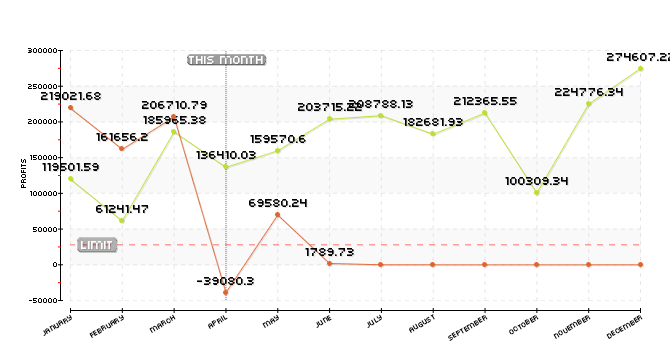 THIS MONTH
300000
274607.22
250000
219021.68
206710.79
224776.34
203715.22
208788.13
212365.55
200000
185965.38
182681.93
161656.2
159570.6
150000
136410.03
119501.59
100309.34
100000
PROFITS
61241.47
69580.24
50000
LIMIT
1789.73
0
-39080.3
-50000
JANUARY
FEBRUARY
MARCH
APRIL
MAY
JUNE
JULY
AUGUST
SEPTEMBER
OCTOBER
NOVEMBER
DECEMBER